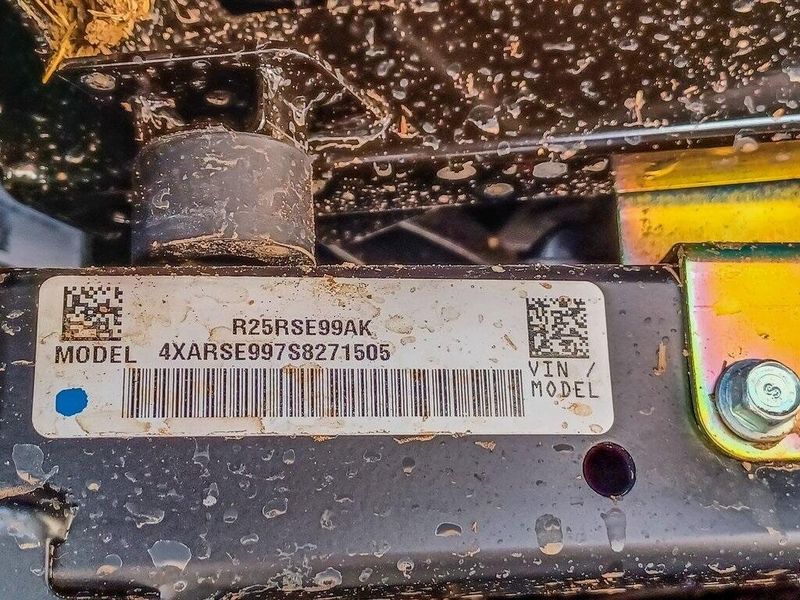 R25RSE99AK
MODEL 4XARSE997S8271505
VIN /
MODEL